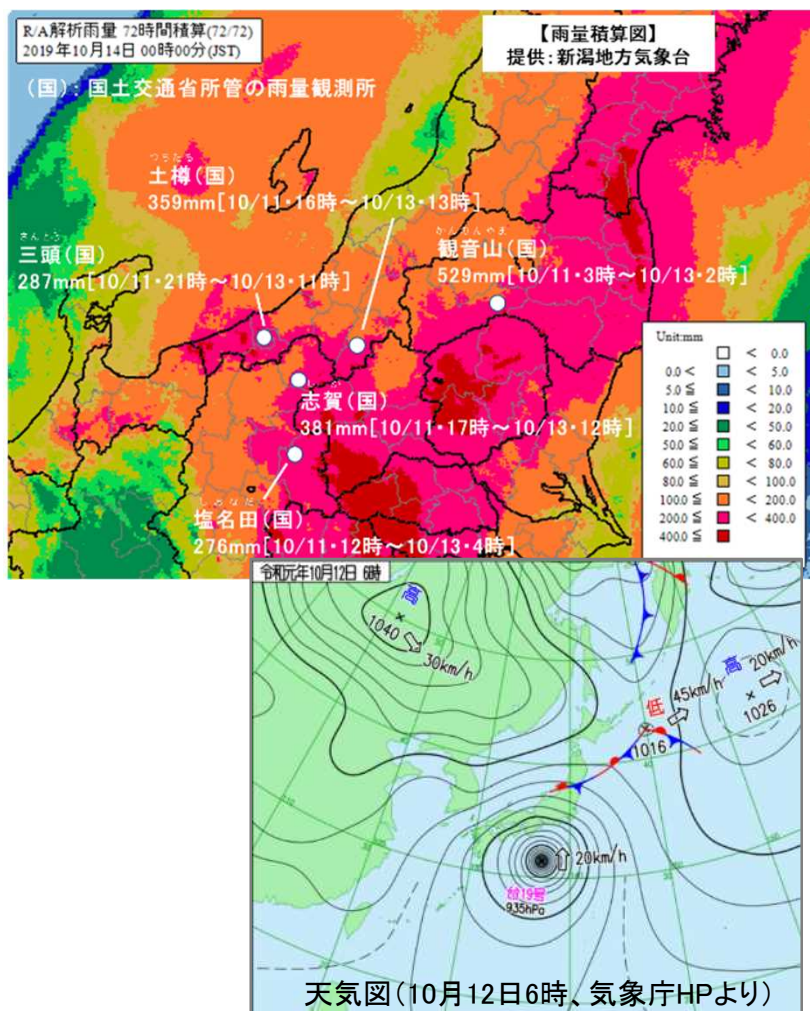 R/A解析雨量 72時間積算(72/72)
2019年10月14日 00時00分(JST)
【雨量積算図】
提供:新潟地方気象台
(国):国土交通省所管の雨量観測所
つちたる
土樽(国)
359mm[10/11・16時~10/13・13時]
さんとう
三頭(国)
287mm[10/11・21時~10/13・11時]
かんのんやま
観音山(国)
529mm[10/11・3時~10/13・2時]
しが
志賀(国)
381mm[10/11・17時~10/13・12時]
しおなだ
塩名田(国)
276mm[10/11・12時~10/13・4時]
Unit:mm
< 0.0
0.0 < < 5.0
5.0 ≦ < 10.0
10.0 ≦ < 20.0
20.0 ≦ < 50.0
50.0 ≦ < 60.0
60.0 ≦ < 80.0
80.0 ≦ < 100.0
100.0 ≦ < 200.0
200.0 ≦ < 400.0
400.0 ≦
令和元年10月12日 6時
高
1040
30km/h
高
20km/h
1026
低
45km/h
1016
40
20km/h
台19号
935hPa
天気図(10月12日6時、気象庁HPより)